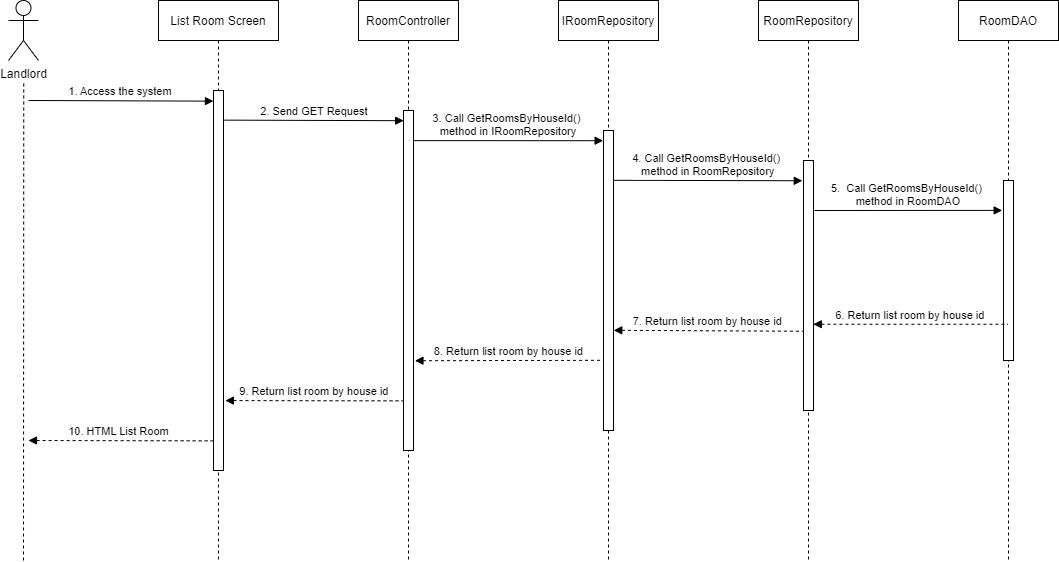 List Room Screen
RoomController
IRoomRepository
RoomRepository
RoomDAO
Landlord
1. Access the system
2. Send GET Request
3. Call GetRoomsByHouseId()
method in IRoomRepository
4. Call GetRoomsByHouseId()
method in RoomRepository
5. Call GetRoomsByHouseId()
method in RoomDAO
6. Return list room by house id
7. Return list room by house id
8. Return list room by house id
9. Return list room by house id
10. HTML List Room